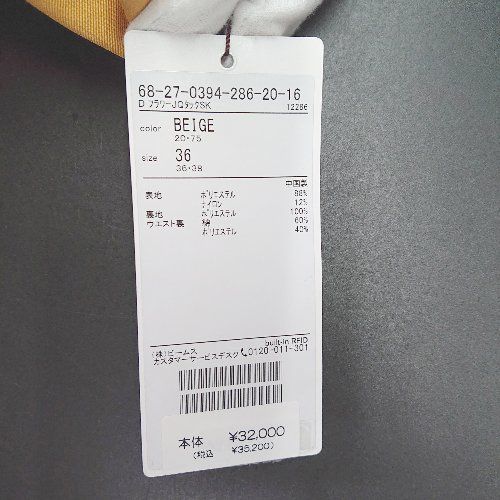 68-27-0394-286-20-16
D フラワーJQタックSK 12286
color BEIGE
20・75
size 36
36・38
中国製
表地 ポリエステル 88%
ナイロン 12%
裏地 ポリエステル 100%
ウエスト裏 綿 60%
ポリエステル 40%
built-in RFID
(株)ビームス
カスタマーサービスデスク 0120-011-301
本体 ¥32,000
(税込 ¥35,200)